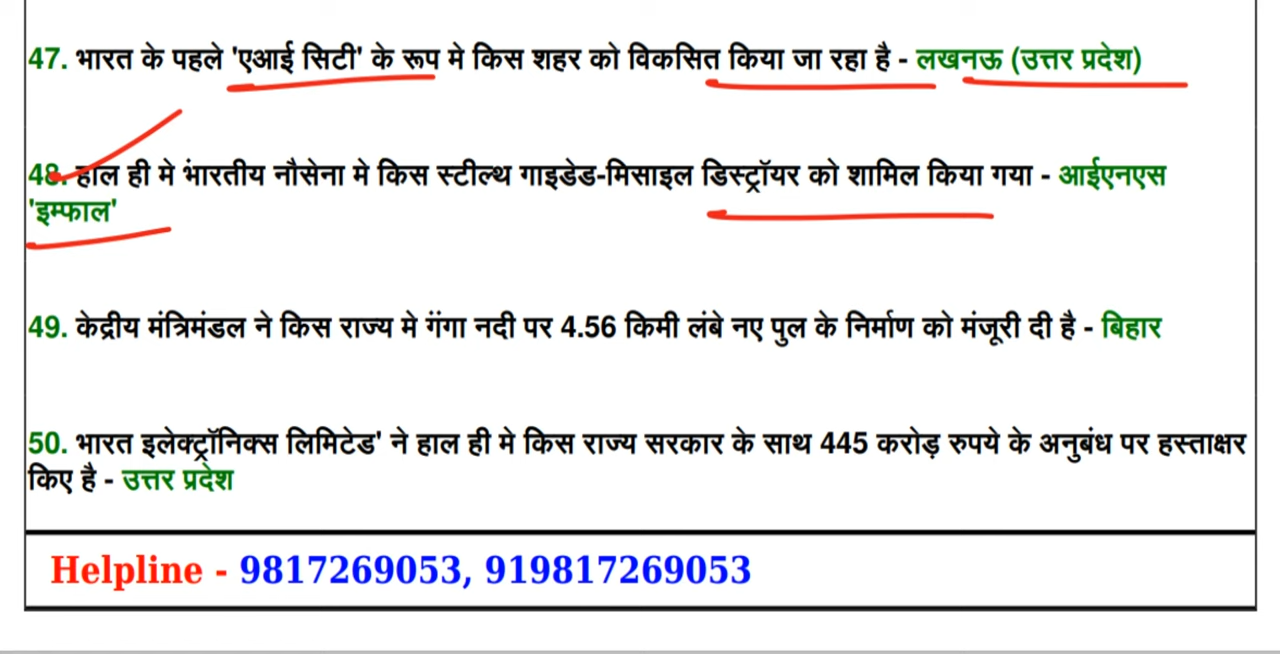 47. भारत के पहले 'एआई सिटी' के रूप मे किस शहर को विकसित किया जा रहा है - लखनऊ (उत्तर प्रदेश)
48. हाल ही मे भारतीय नौसेना मे किस स्टील्थ गाइडेड-मिसाइल डिस्ट्रॉयर को शामिल किया गया - आईएनएस
'इम्फाल'
49. केद्रीय मंत्रिमंडल ने किस राज्य मे गंगा नदी पर 4.56 किमी लंबे नए पुल के निर्माण को मंजूरी दी है - बिहार
50. भारत इलेक्ट्रॉनिक्स लिमिटेड' ने हाल ही मे किस राज्य सरकार के साथ 445 करोड़ रुपये के अनुबंध पर हस्ताक्षर
किए है - उत्तर प्रदेश
Helpline - 9817269053, 919817269053